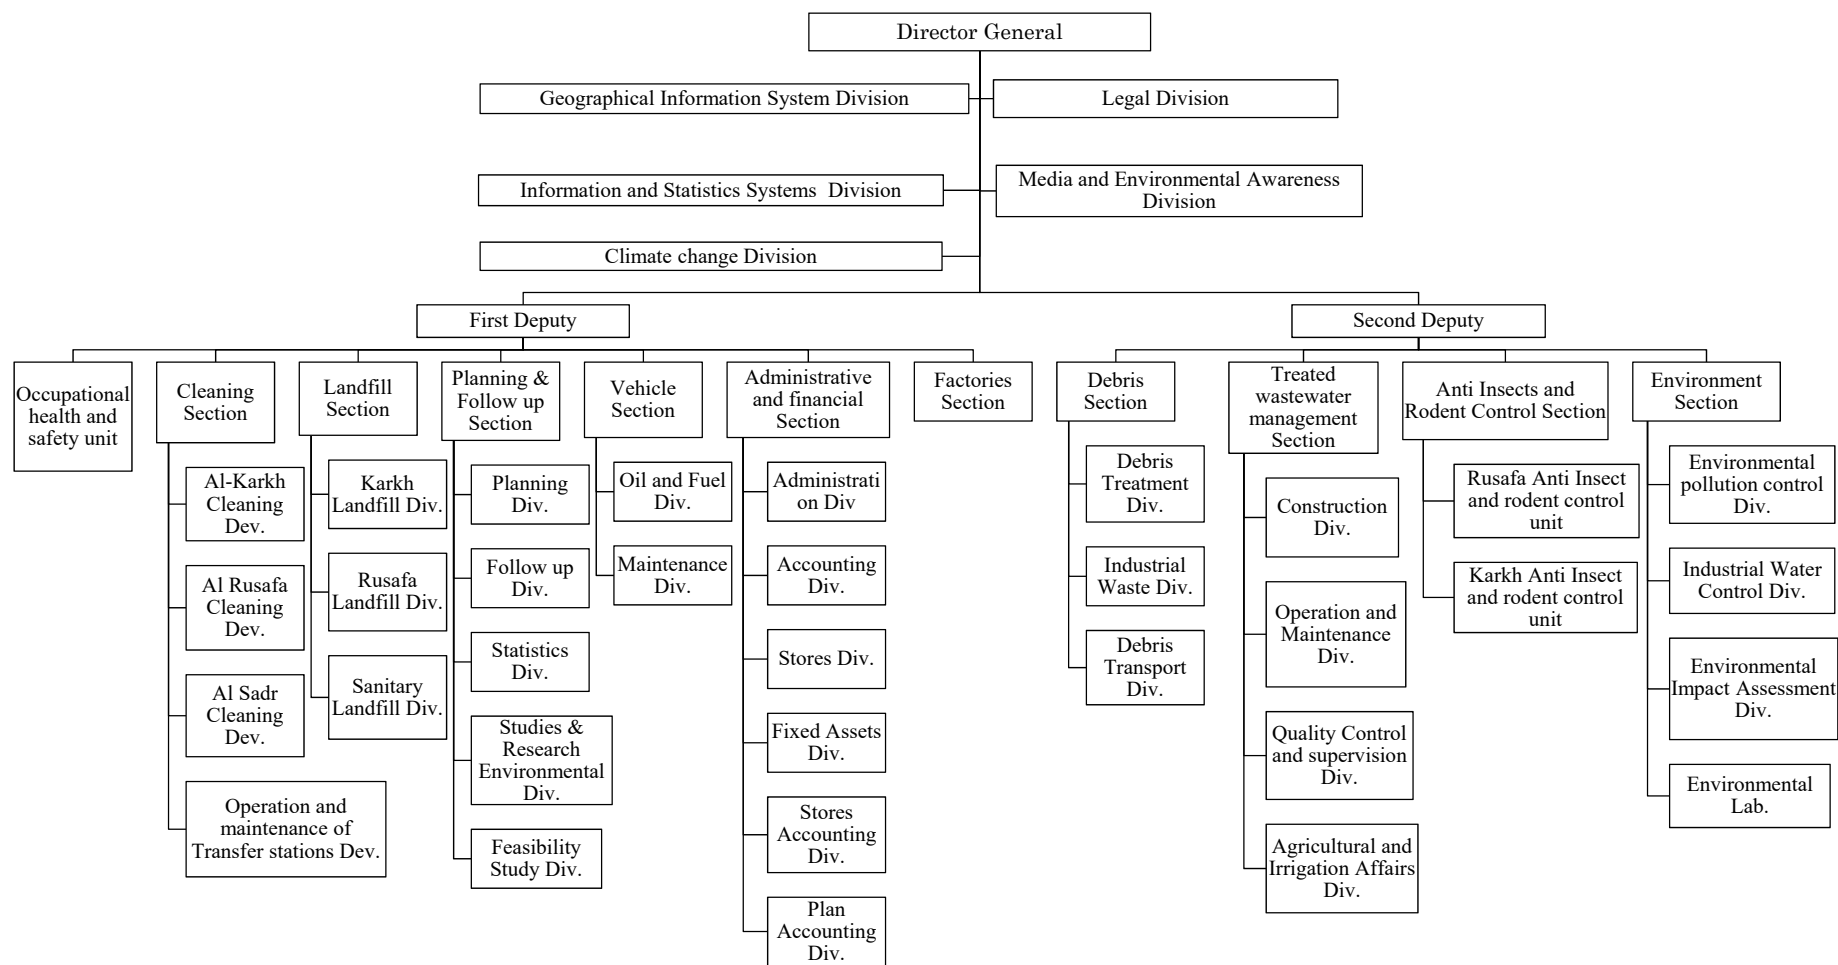 Director General
Geographical Information System Division
Legal Division
Information and Statistics Systems Division
Media and Environmental Awareness
Division
Climate change Division
First Deputy
Second Deputy
Occupational
health and
safety unit
Cleaning
Section
Landfill
Section
Planning &
Follow up
Section
Vehicle
Section
Administrative
and financial
Section
Factories
Section
Debris
Section
Treated
wastewater
management
Section
Anti Insects and
Rodent Control Section
Environment
Section
Al-Karkh
Cleaning
Dev.
Al Rusafa
Cleaning
Dev.
Al Sadr
Cleaning
Dev.
Operation and
maintenance of
Transfer stations Dev.
Karkh
Landfill Div.
Rusafa
Landfill Div.
Sanitary
Landfill Div.
Planning
Div.
Follow up
Div.
Statistics
Div.
Studies &
Research
Environmental
Div.
Feasibility
Study Div.
Oil and Fuel
Div.
Maintenance
Div.
Administrati
on Div
Accounting
Div.
Stores Div.
Fixed Assets
Div.
Stores
Accounting
Div.
Plan
Accounting
Div.
Debris
Treatment
Div.
Industrial
Waste Div.
Debris
Transport
Div.
Construction
Div.
Operation and
Maintenance
Div.
Quality Control
and supervision
Div.
Agricultural and
Irrigation Affairs
Div.
Rusafa Anti Insect
and rodent control
unit
Karkh Anti Insect
and rodent control
unit
Environmental
pollution control
Div.
Industrial Water
Control Div.
Environmental
Impact Assessment
Div.
Environmental
Lab.